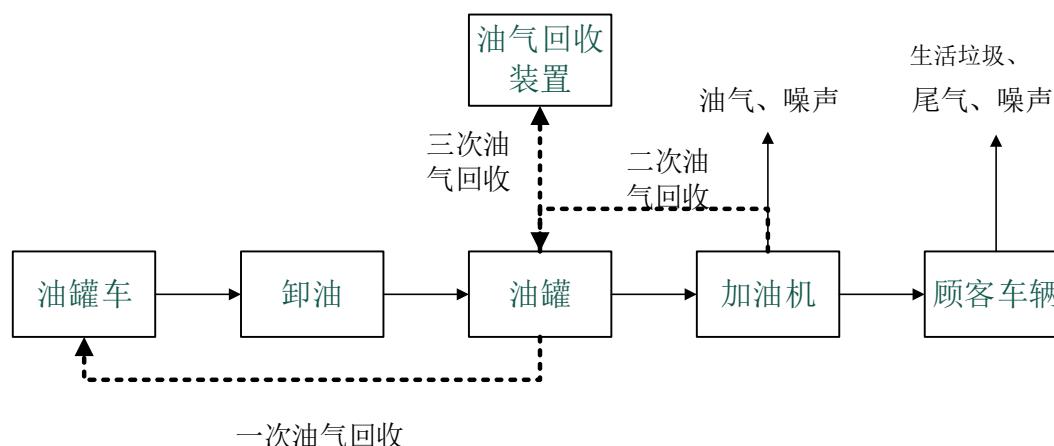 油气回收
装置
生活垃圾、
油气、噪声
尾气、噪声
三次油
气回收
二次油
气回收
油罐车
卸油
油罐
加油机
顾客车辆
一次油气回收